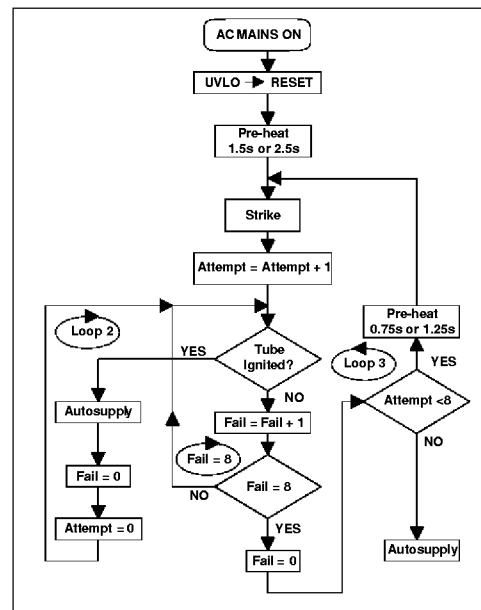 AC MAINS ON
UVLO RESET
Pre-heat
1.5s or 2.5s
Strike
Attempt = Attempt + 1
Loop 2
Pre-heat
0.75s or 1.25s
YES
Tube
Ignited?
Loop 3
YES
NO
Attempt <8
Autosupply
Fail = Fail + 1
Fail = 8
NO
Fail = 0
NO
Fail = 8
Attempt = 0
YES
Fail = 0
Autosupply